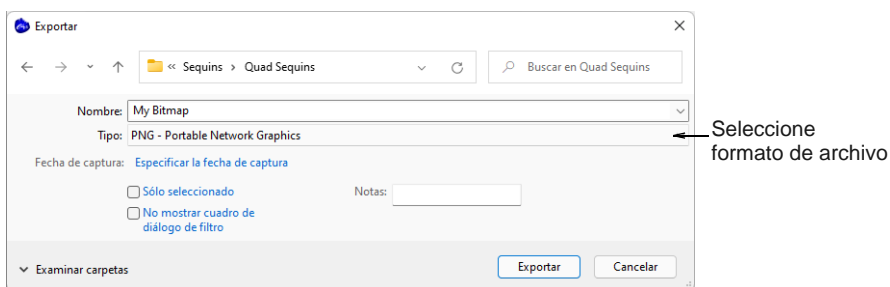 Exportar
« Sequins › Quad Sequins
Buscar en Quad Sequins
Nombre: My Bitmap
Tipo: PNG - Portable Network Graphics
Seleccione
formato de archivo
Fecha de captura: Especificar la fecha de captura
Sólo seleccionado
Notas:
No mostrar cuadro de
diálogo de filtro
Examinar carpetas
Exportar
Cancelar